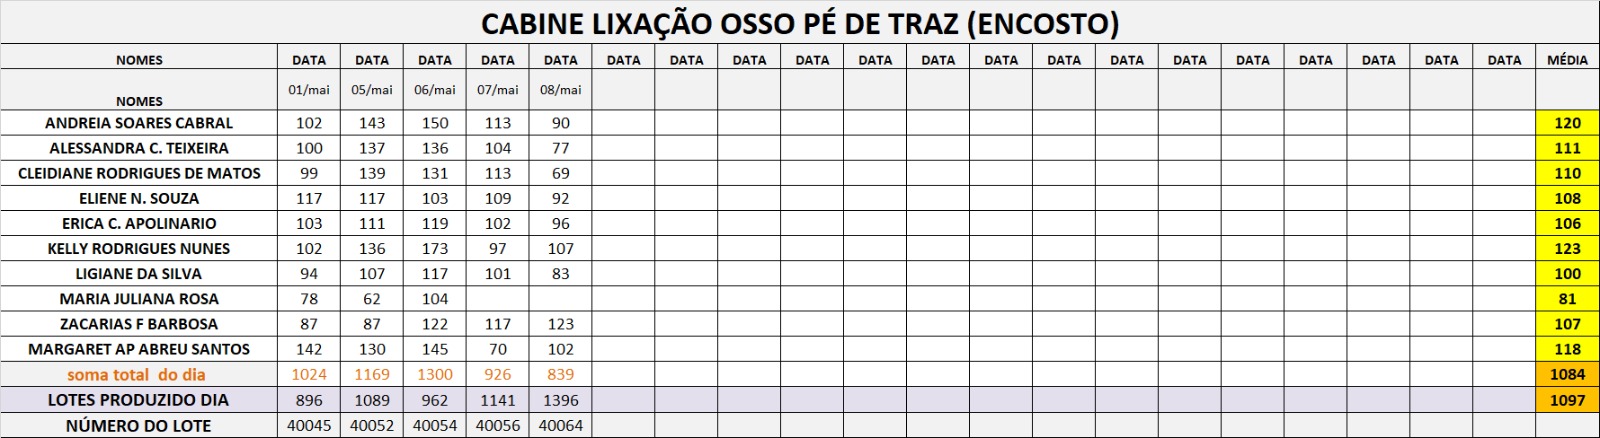 CABINE LIXAÇÃO OSSO PÉ DE TRAZ (ENCOSTO)
NOMES DATA DATA DATA DATA DATA DATA DATA DATA DATA DATA DATA DATA DATA DATA DATA DATA DATA DATA DATA DATA MÉDIA
NOMES 01/mai 05/mai 06/mai 07/mai 08/mai
ANDREIA SOARES CABRAL 102 143 150 113 90 120
ALESSANDRA C. TEIXEIRA 100 137 136 104 77 111
CLEIDIANE RODRIGUES DE MATOS 99 139 131 113 69 110
ELIENE N. SOUZA 117 117 103 109 92 108
ERICA C. APOLINARIO 103 111 119 102 96 106
KELLY RODRIGUES NUNES 102 136 173 97 107 123
LIGIANE DA SILVA 94 107 117 101 83 100
MARIA JULIANA ROSA 78 62 104 81
ZACARIAS F BARBOSA 87 87 122 117 123 107
MARGARET AP ABREU SANTOS 142 130 145 70 102 118
soma total do dia 1024 1169 1300 926 839 1084
LOTES PRODUZIDO DIA 896 1089 962 1141 1396 1097
NÚMERO DO LOTE 40045 40052 40054 40056 40064